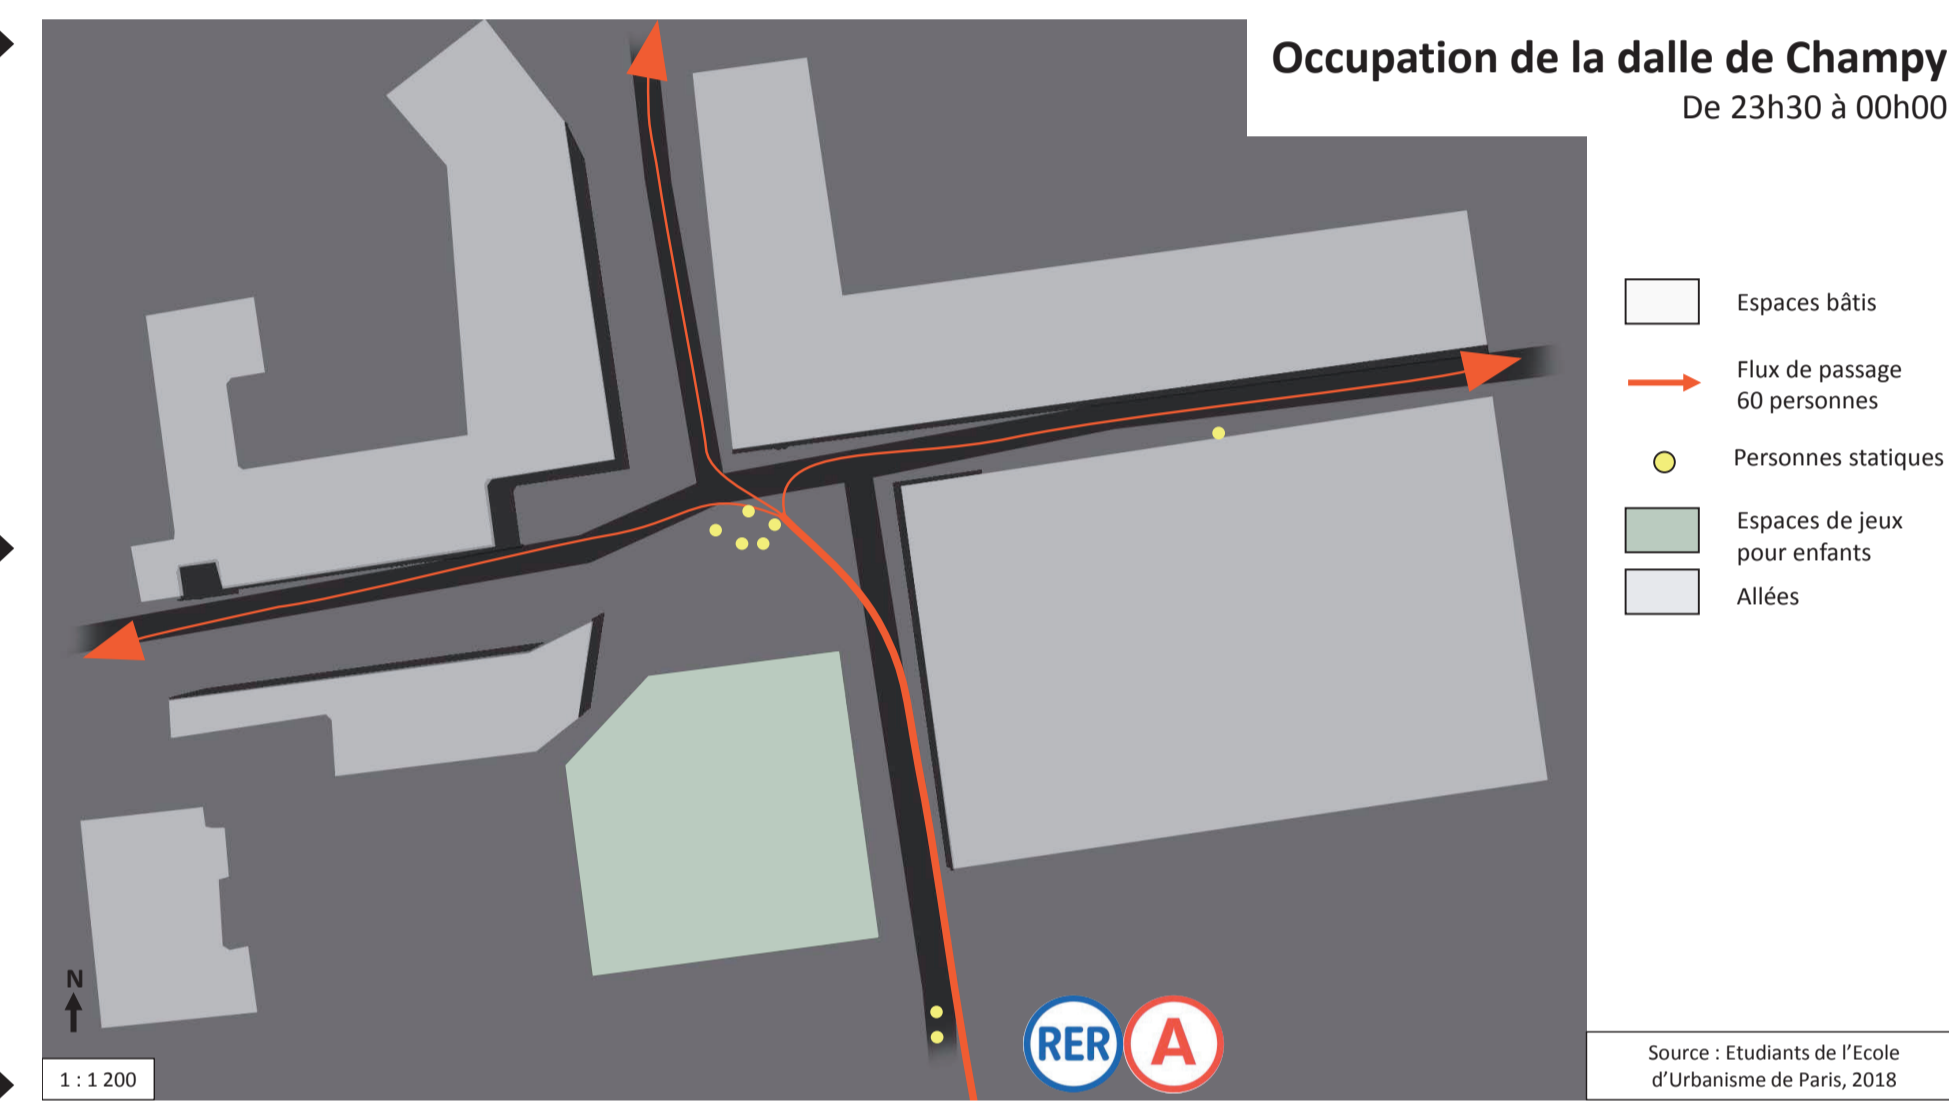 Occupation de la dalle de Champy
De 23h30 à 00h00
Espaces bâtis
Flux de passage
60 personnes
Personnes statiques
Espaces de jeux
pour enfants
Allées
N
1 : 1 200
RER A
Source : Etudiants de l'Ecole
d'Urbanisme de Paris, 2018